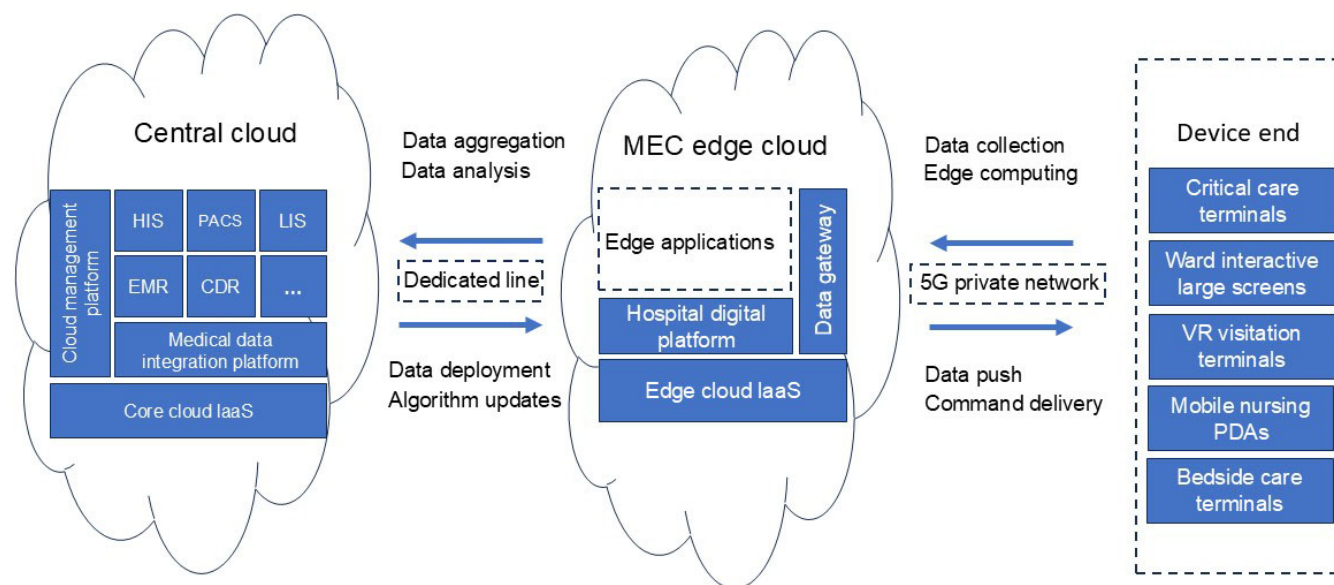 Central cloud
Cloud management
platform
HIS
PACS
LIS
EMR
CDR
...
Medical data
integration platform
Core cloud IaaS
Data aggregation
Data analysis
Dedicated line
Data deployment
Algorithm updates
MEC edge cloud
Edge applications
Data gateway
Hospital digital
platform
Edge cloud IaaS
Data collection
Edge computing
5G private network
Data push
Command delivery
Device end
Critical care
terminals
Ward interactive
large screens
VR visitation
terminals
Mobile nursing
PDAs
Bedside care
terminals